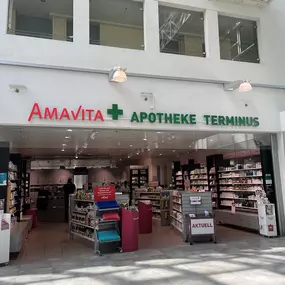 AMAVITA + APOTHEKE TERMINUS
AKTUELL